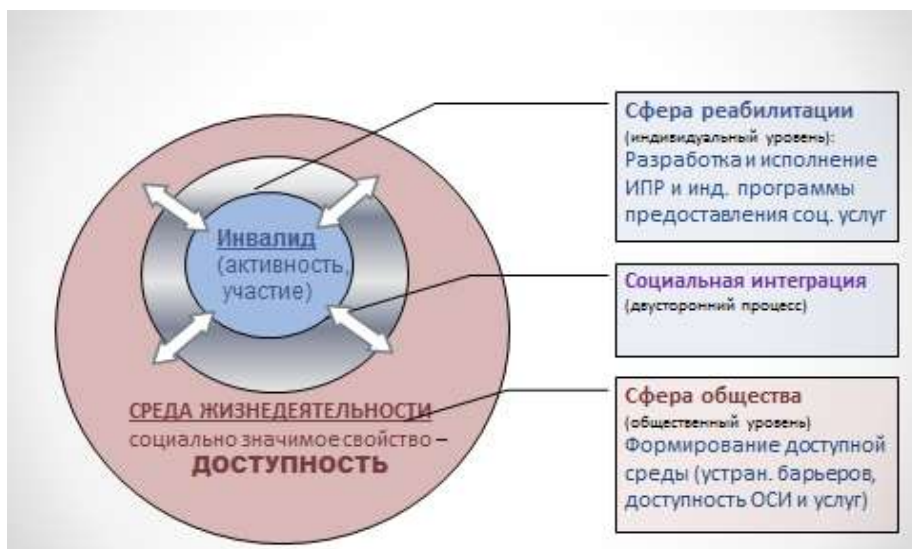 Инвалид
(активность,
участие)
СРЕДА ЖИЗНЕДЕЯТЕЛЬНОСТИ
социально значимое свойство –
ДОСТУПНОСТЬ
Сфера реабилитации
(индивидуальный уровень):
Разработка и исполнение
ИПР и инд. программы
предоставления соц. услуг
Социальная интеграция
(двусторонний процесс)
Сфера общества
(общественный уровень)
Формирование доступной
среды (устран. барьеров,
доступность ОСИ и услуг)